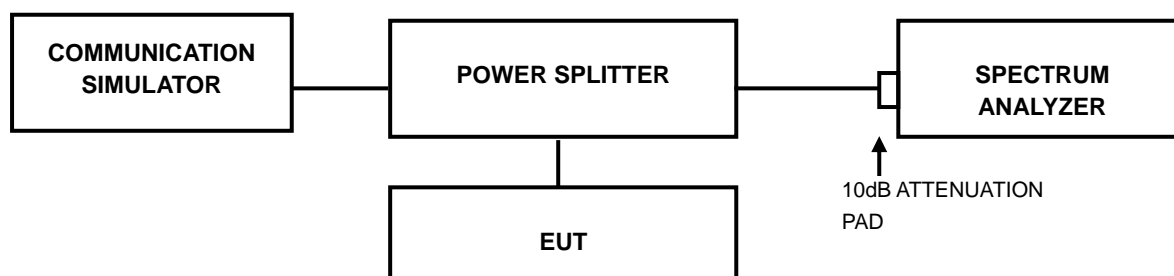 COMMUNICATION
SIMULATOR
POWER SPLITTER
SPECTRUM
ANALYZER
10dB ATTENUATION
PAD
EUT